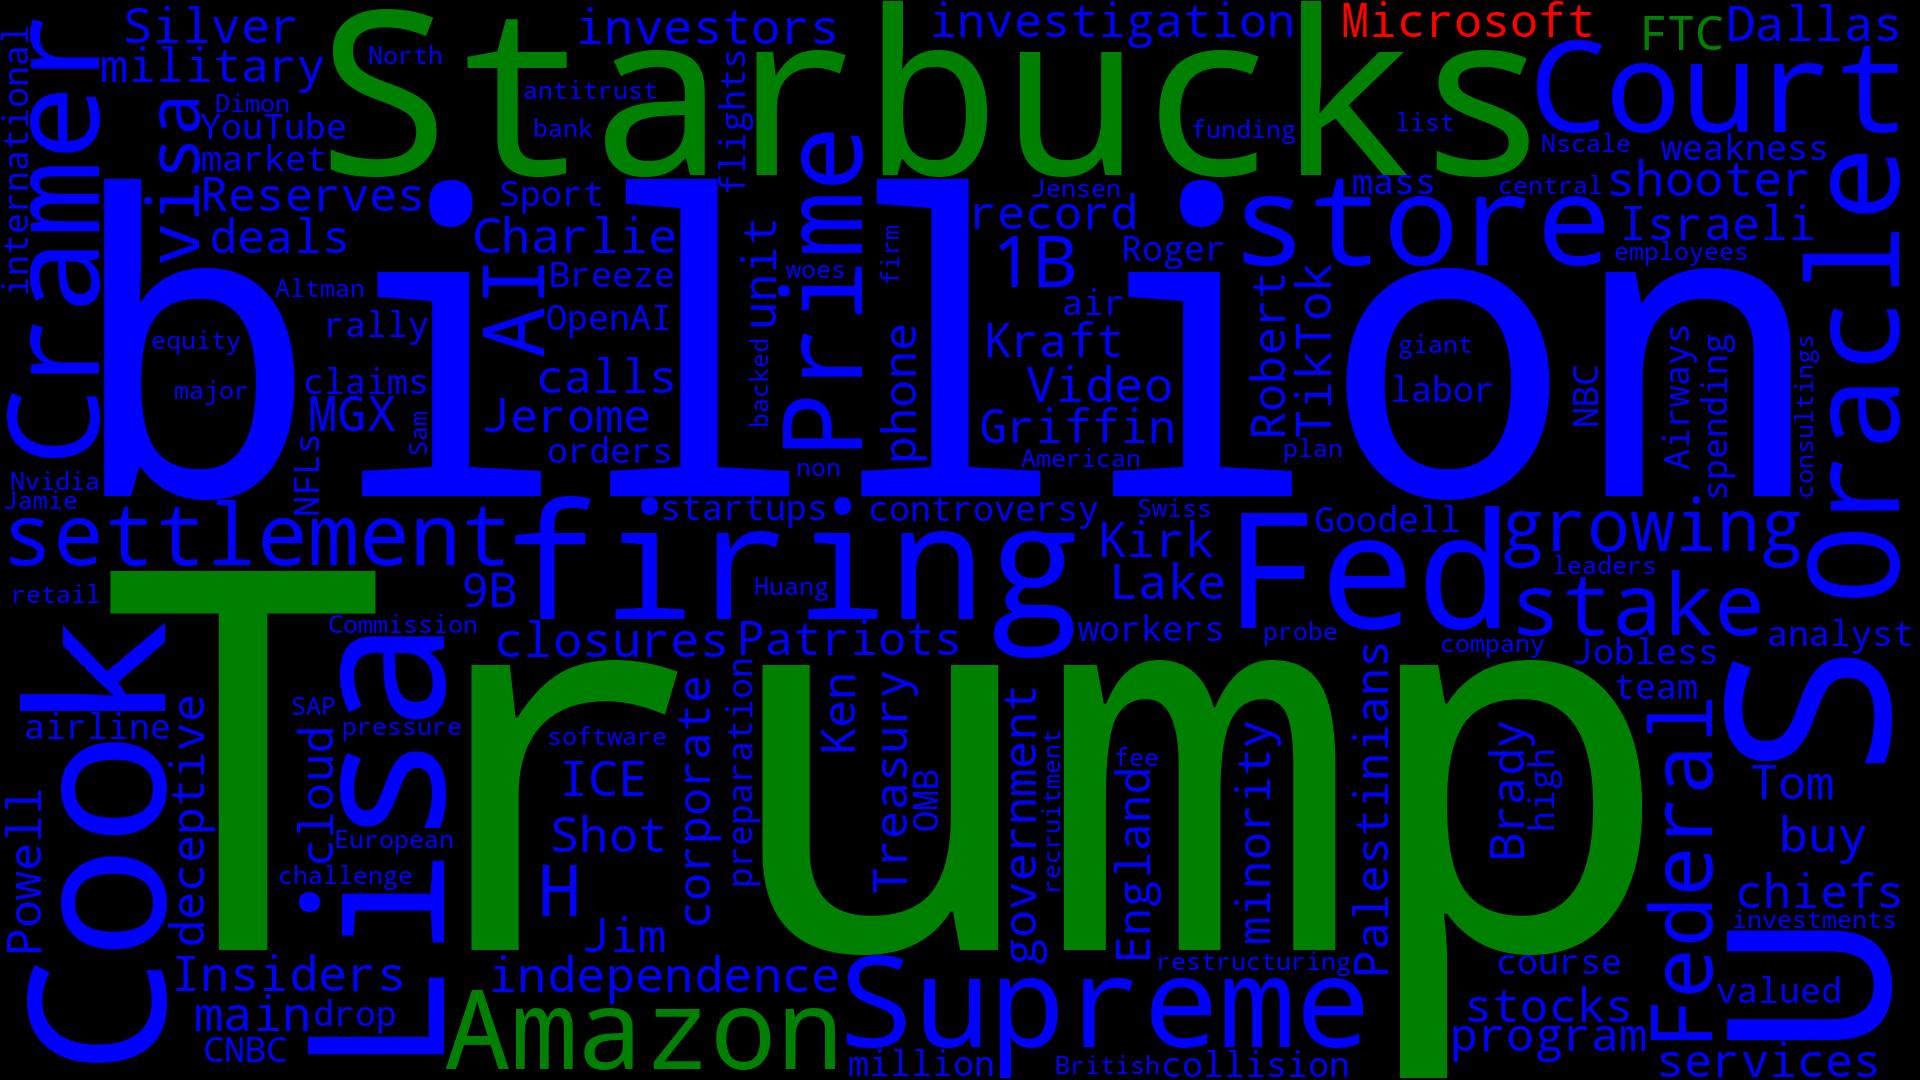 Silver
investors
investigation
Microsoft
FTC
Dallas
military
North
Starbucks
Court
international
Cramer
visa
Dimon
YouTube
market
antitrust
bank
flights
funding
list
Nscale
weakness
Reserves
deals
Sport
Charlie
Prime
Jensen
record
mass
central
shooter
store
Israeli
employees
Oracle
billion
Altman
rally
AI
Breeze
OpenAI
unit
woes
firm
1B
Roger
air
Robert
TikTok
equity
major
claims
MGX
Sam
calls
Jerome
orders
backed
phone
Kraft
Video
Griffin
American
plan
giant
labor
NBC
Airways
spending
consultings
Nvidia
Jamie
NFLs
non
settlement
firing
startups
controversy
Swiss
Kirk
Lake
Fed
Goodell
growing
leaders
stake
retail
9B
Huang
Trump
Commission
closures
Patriots
workers
probe
company
Jobless
analyst
team
Cook
airline
deceptive
Powell
Lisa
SAP
pressure
cloud
European
challenge
software
ICE
Shot
H
Jim
corporate
preparation
Ken
Treasury
OMB
government
recruitment
fee
England
minority
Palestinians
Brady
high
Federal
US
Tom
buy
chiefs
investments
Insiders
main
drop
CNBC
independence
Amazon
Supreme
restructuring
million
British
collision
course
stocks
program
valued
services